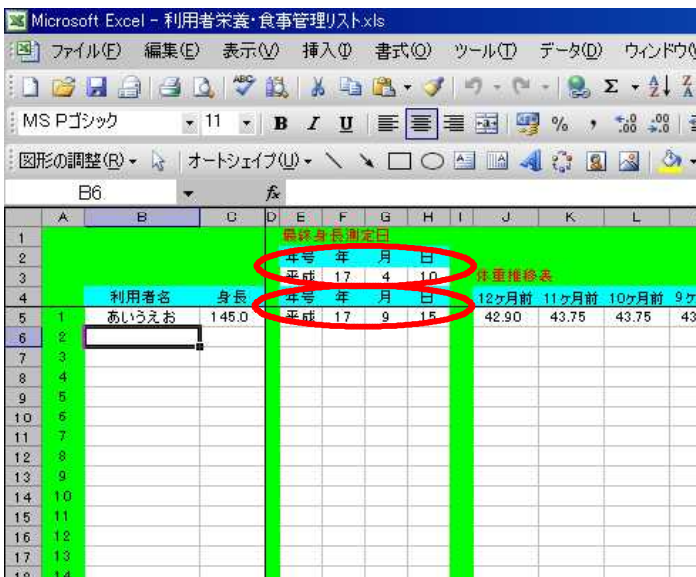 Microsoft Excel - 利用者栄養・食事管理リスト.xls
ファイル(F) 編集(E) 表示(V) 挿入(I) 書式(O) ツール(T) データ(D)
MS Pゴシック 11 B I U % ,
図形の調整(R) オートシェイプ(U)
B6 fx
A B C D E F G H I J K L
1 最終身長測定日
2 年号 年 月 日
3 平成 17 4 10 体重推移表
4 利用者名 身長 年号 年 月 日 12ヶ月前 11ヶ月前 10ヶ月前
5 1 あいうえお 145.0 平成 17 9 15 42.90 43.75 43.75 43
6 2
7 3
8 4
9 5
10 6
11 7
12 8
13 9
14 10
15 11
16 12
17 13